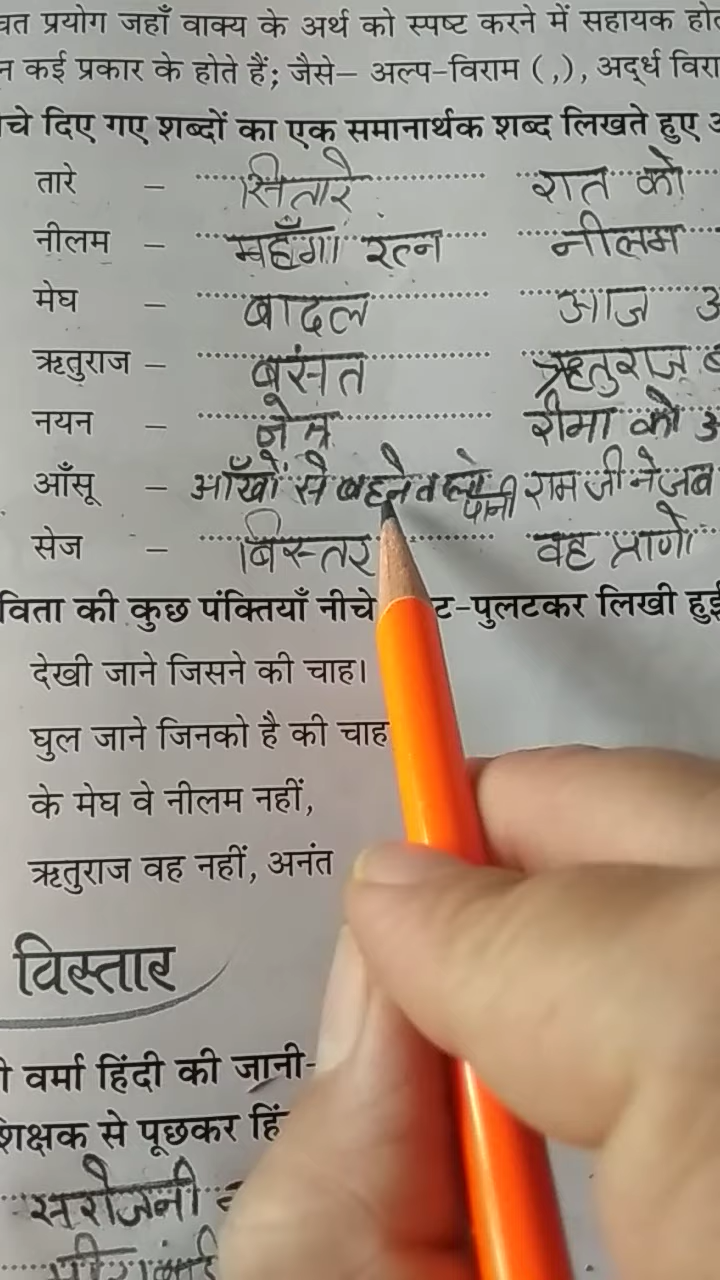 प्रयोग जहाँ वाक्य के अर्थ को स्पष्ट करने में सहायक
कई प्रकार के होते हैं; जैसे– अल्प-विराम (,), अर्द्ध
दिए गए शब्दों का एक समानार्थक शब्द लिखते हुए
तारे – सितारे रात को
नीलम – महँगा रत्न नीलम
मेघ – बादल आज
ऋतुराज – बसंत ऋतुराज
नयन – नेत्र सीमा की
आँसू – आँखों से बहने वाला पानी राम जी ने जब
सेज – बिस्तर वह प्राणो
की कुछ पंक्तियाँ नीचे पुलटकर लिखी हुई
देखी जाने जिसने की चाह।
घुल जाने जिनको है की चाह
के मेघ वे नीलम नहीं,
ऋतुराज वह नहीं, अनंत
विस्तार
वर्मा हिंदी की जानी-
शिक्षक से पूछकर
सरोजनी